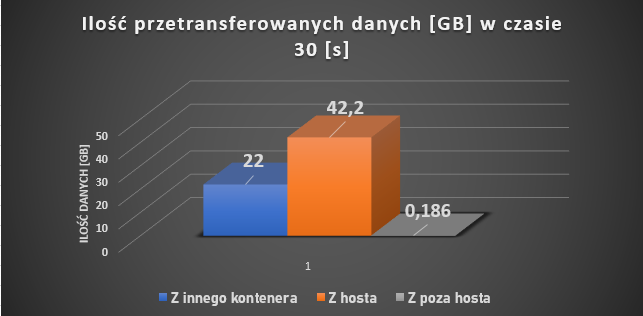 Ilość przetransferowanych danych [GB] w czasie
30 [s]
ILOŚĆ DANYCH [GB]
50
40
30
20
10
0
22
42,2
0,186
1
Z innego kontenera
Z hosta
Z poza hosta